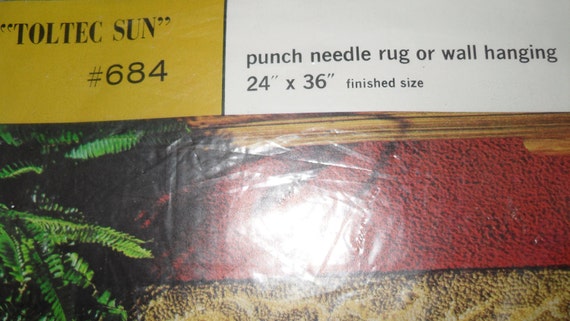 "TOLTEC SUN"
#684
punch needle rug or wall hanging
24" x 36" finished size